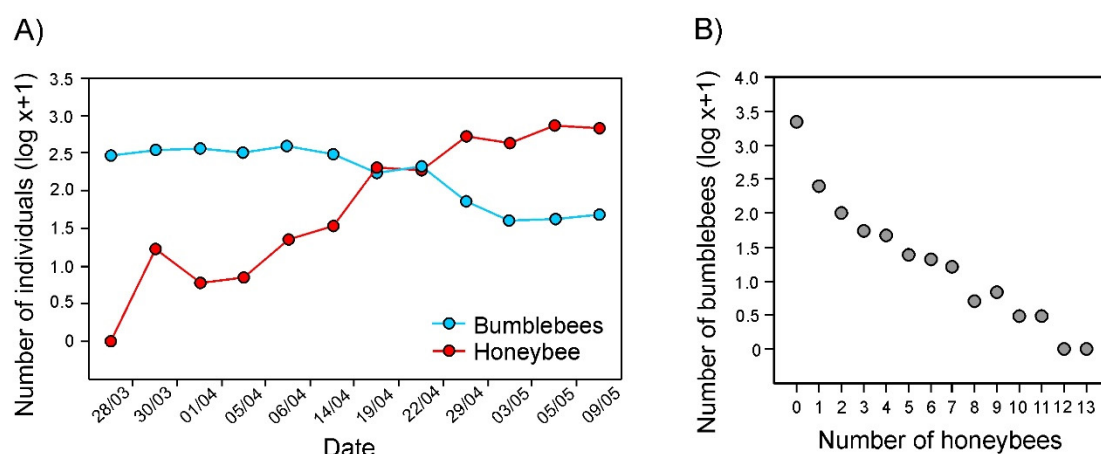 A)
Number of individuals (log x+1)
3.5
3.0
2.5
2.0
1.5
1.0
0.5
0
Bumblebees
Honeybee
28/03 30/03 01/04 05/04 06/04 14/04 19/04 22/04 29/04 03/05 05/05 09/05
Date
B)
Number of bumblebees (log x+1)
4.0
3.5
3.0
2.5
2.0
1.5
1.0
0.5
0
0 1 2 3 4 5 6 7 8 9 10 11 12 13
Number of honeybees